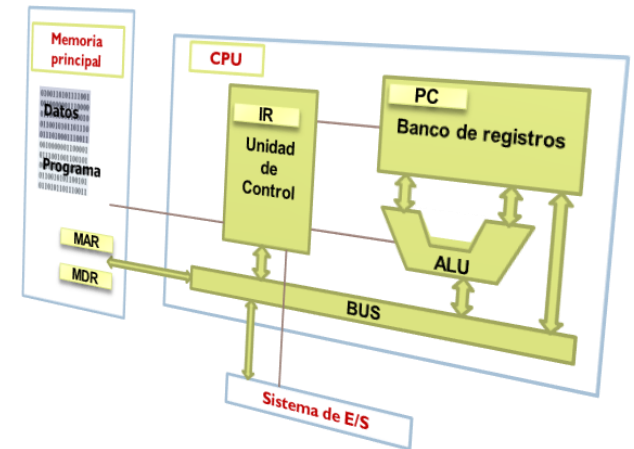 Memoria
principal
Datos
Programa
MAR
MDR
CPU
IR
Unidad
de
Control
PC
Banco de registros
ALU
BUS
Sistema de E/S